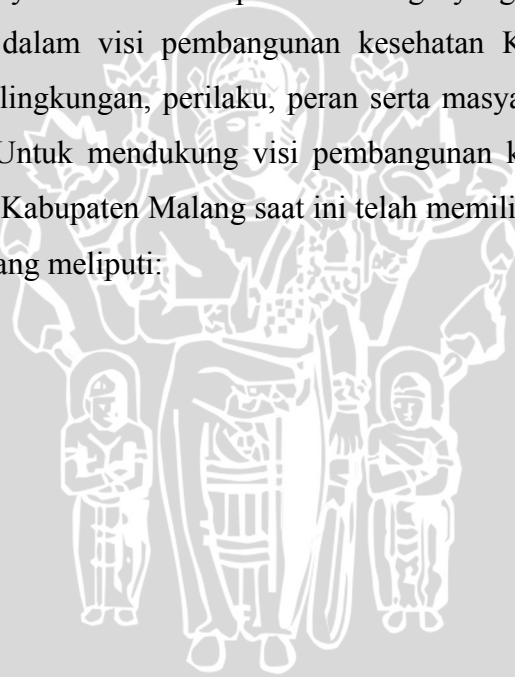 dalam visi pembangunan kesehatan K
lingkungan, perilaku, peran serta masya
Untuk mendukung visi pembangunan k
Kabupaten Malang saat ini telah memili
ang meliputi: